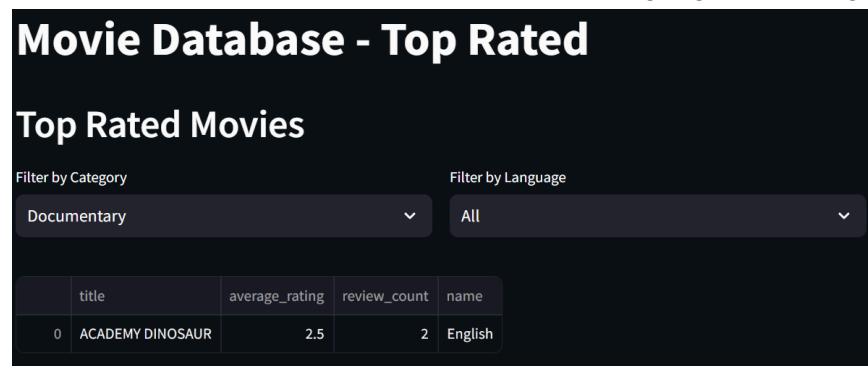 Movie Database - Top Rated
Top Rated Movies
Filter by Category Filter by Language
Documentary All
title average_rating review_count name
0 ACADEMY DINOSAUR 2.5 2 English